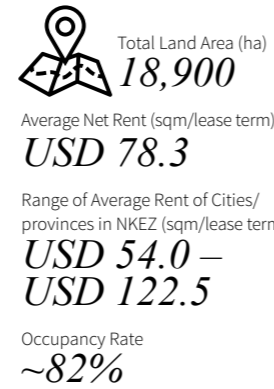 Total Land Area (ha)
18,900
Average Net Rent (sqm/lease term)
USD 78.3
Range of Average Rent of Cities/
provinces in NKEZ (sqm/lease term
USD 54.0 –
USD 122.5
Occupancy Rate
~82%